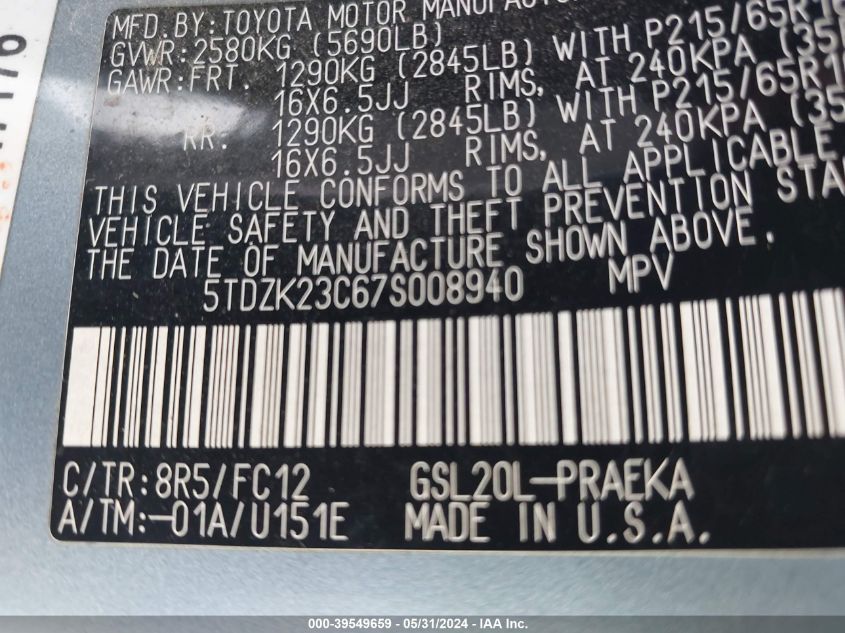 MFD. BY: TOYOTA MOTOR
GVWR: 2580KG (5690LB)
GAWR: FRT. 1290KG (2845LB) WITH P215/65R16
16X6.5JJ RIMS, AT 240KPA (35
RR. 1290KG (2845LB) WITH P215/65R1
16X6.5JJ RIMS, AT 240KPA (35
THIS VEHICLE CONFORMS TO ALL APPLICABLE
VEHICLE SAFETY AND THEFT PREVENTION STA
THE DATE OF MANUFACTURE SHOWN ABOVE.
5TDZK23C67S008940 MPV
C/TR: 8R5/FC12 GSL20L-PRAEKA
A/TM:-01A/U151E MADE IN U.S.A.
000-39549659 / 05/31/2024 - IAA Inc.